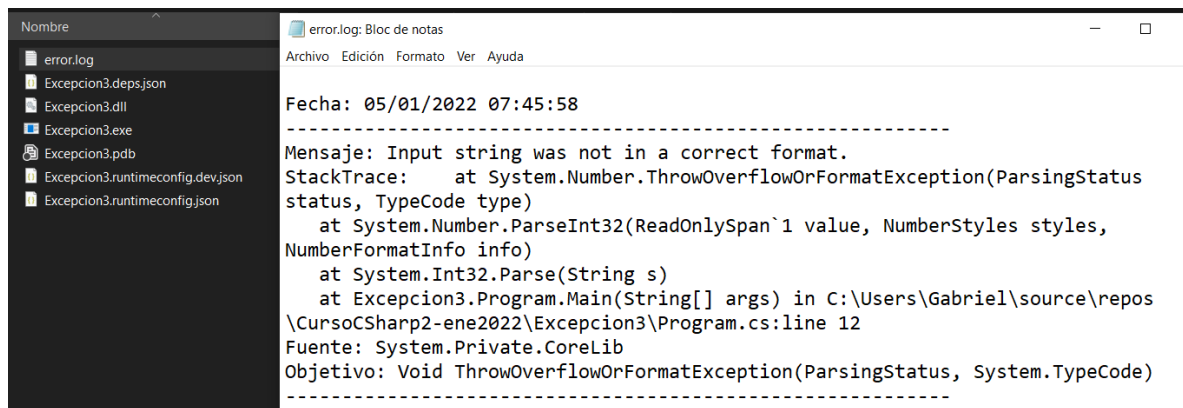 Nombre
error.log
Excepcion3.deps.json
Excepcion3.dll
Excepcion3.exe
Excepcion3.pdb
Excepcion3.runtimeconfig.dev.json
Excepcion3.runtimeconfig.json
error.log: Bloc de notas
Archivo Edición Formato Ver Ayuda
Fecha: 05/01/2022 07:45:58
-----------------------------------------------------------
Mensaje: Input string was not in a correct format.
StackTrace:    at System.Number.ThrowOverflowOrFormatException(ParsingStatus
status, TypeCode type)
   at System.Number.ParseInt32(ReadOnlySpan`1 value, NumberStyles styles,
NumberFormatInfo info)
   at System.Int32.Parse(String s)
   at Excepcion3.Program.Main(String[] args) in C:\Users\Gabriel\source\repos
\CursoCSharp2-ene2022\Excepcion3\Program.cs:line 12
Fuente: System.Private.CoreLib
Objetivo: Void ThrowOverflowOrFormatException(ParsingStatus, System.TypeCode)
-----------------------------------------------------------